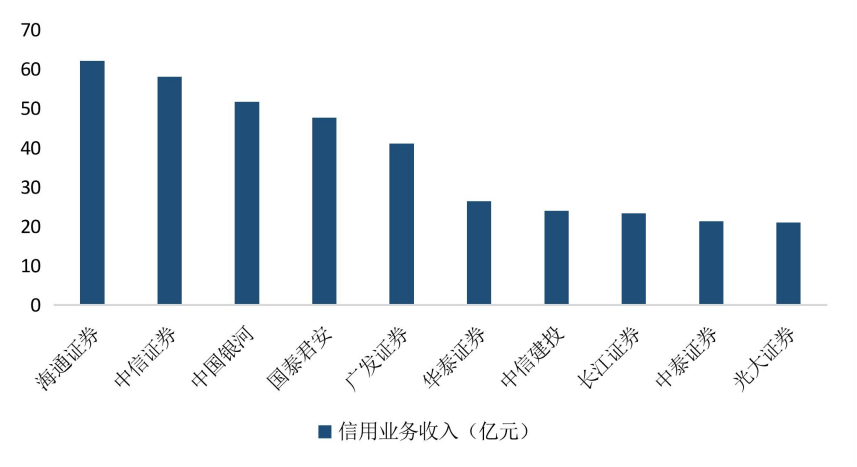 70
60
50
40
30
20
10
0
海通证券
中信证券
中国银河
国泰君安
广发证券
华泰证券
中信建投
长江证券
中泰证券
光大证券
信用业务收入（亿元）